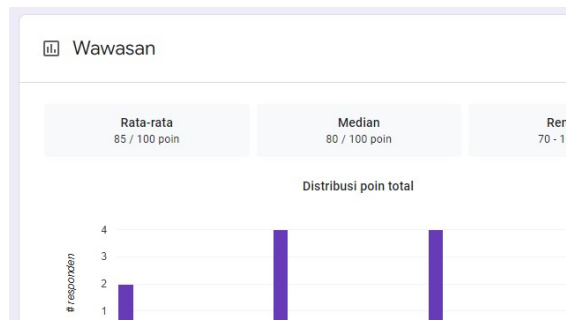 Wawasan
Rata-rata
85 / 100 poin
Median
80 / 100 poin
Distribusi poin total
4
3
2
1
# responden